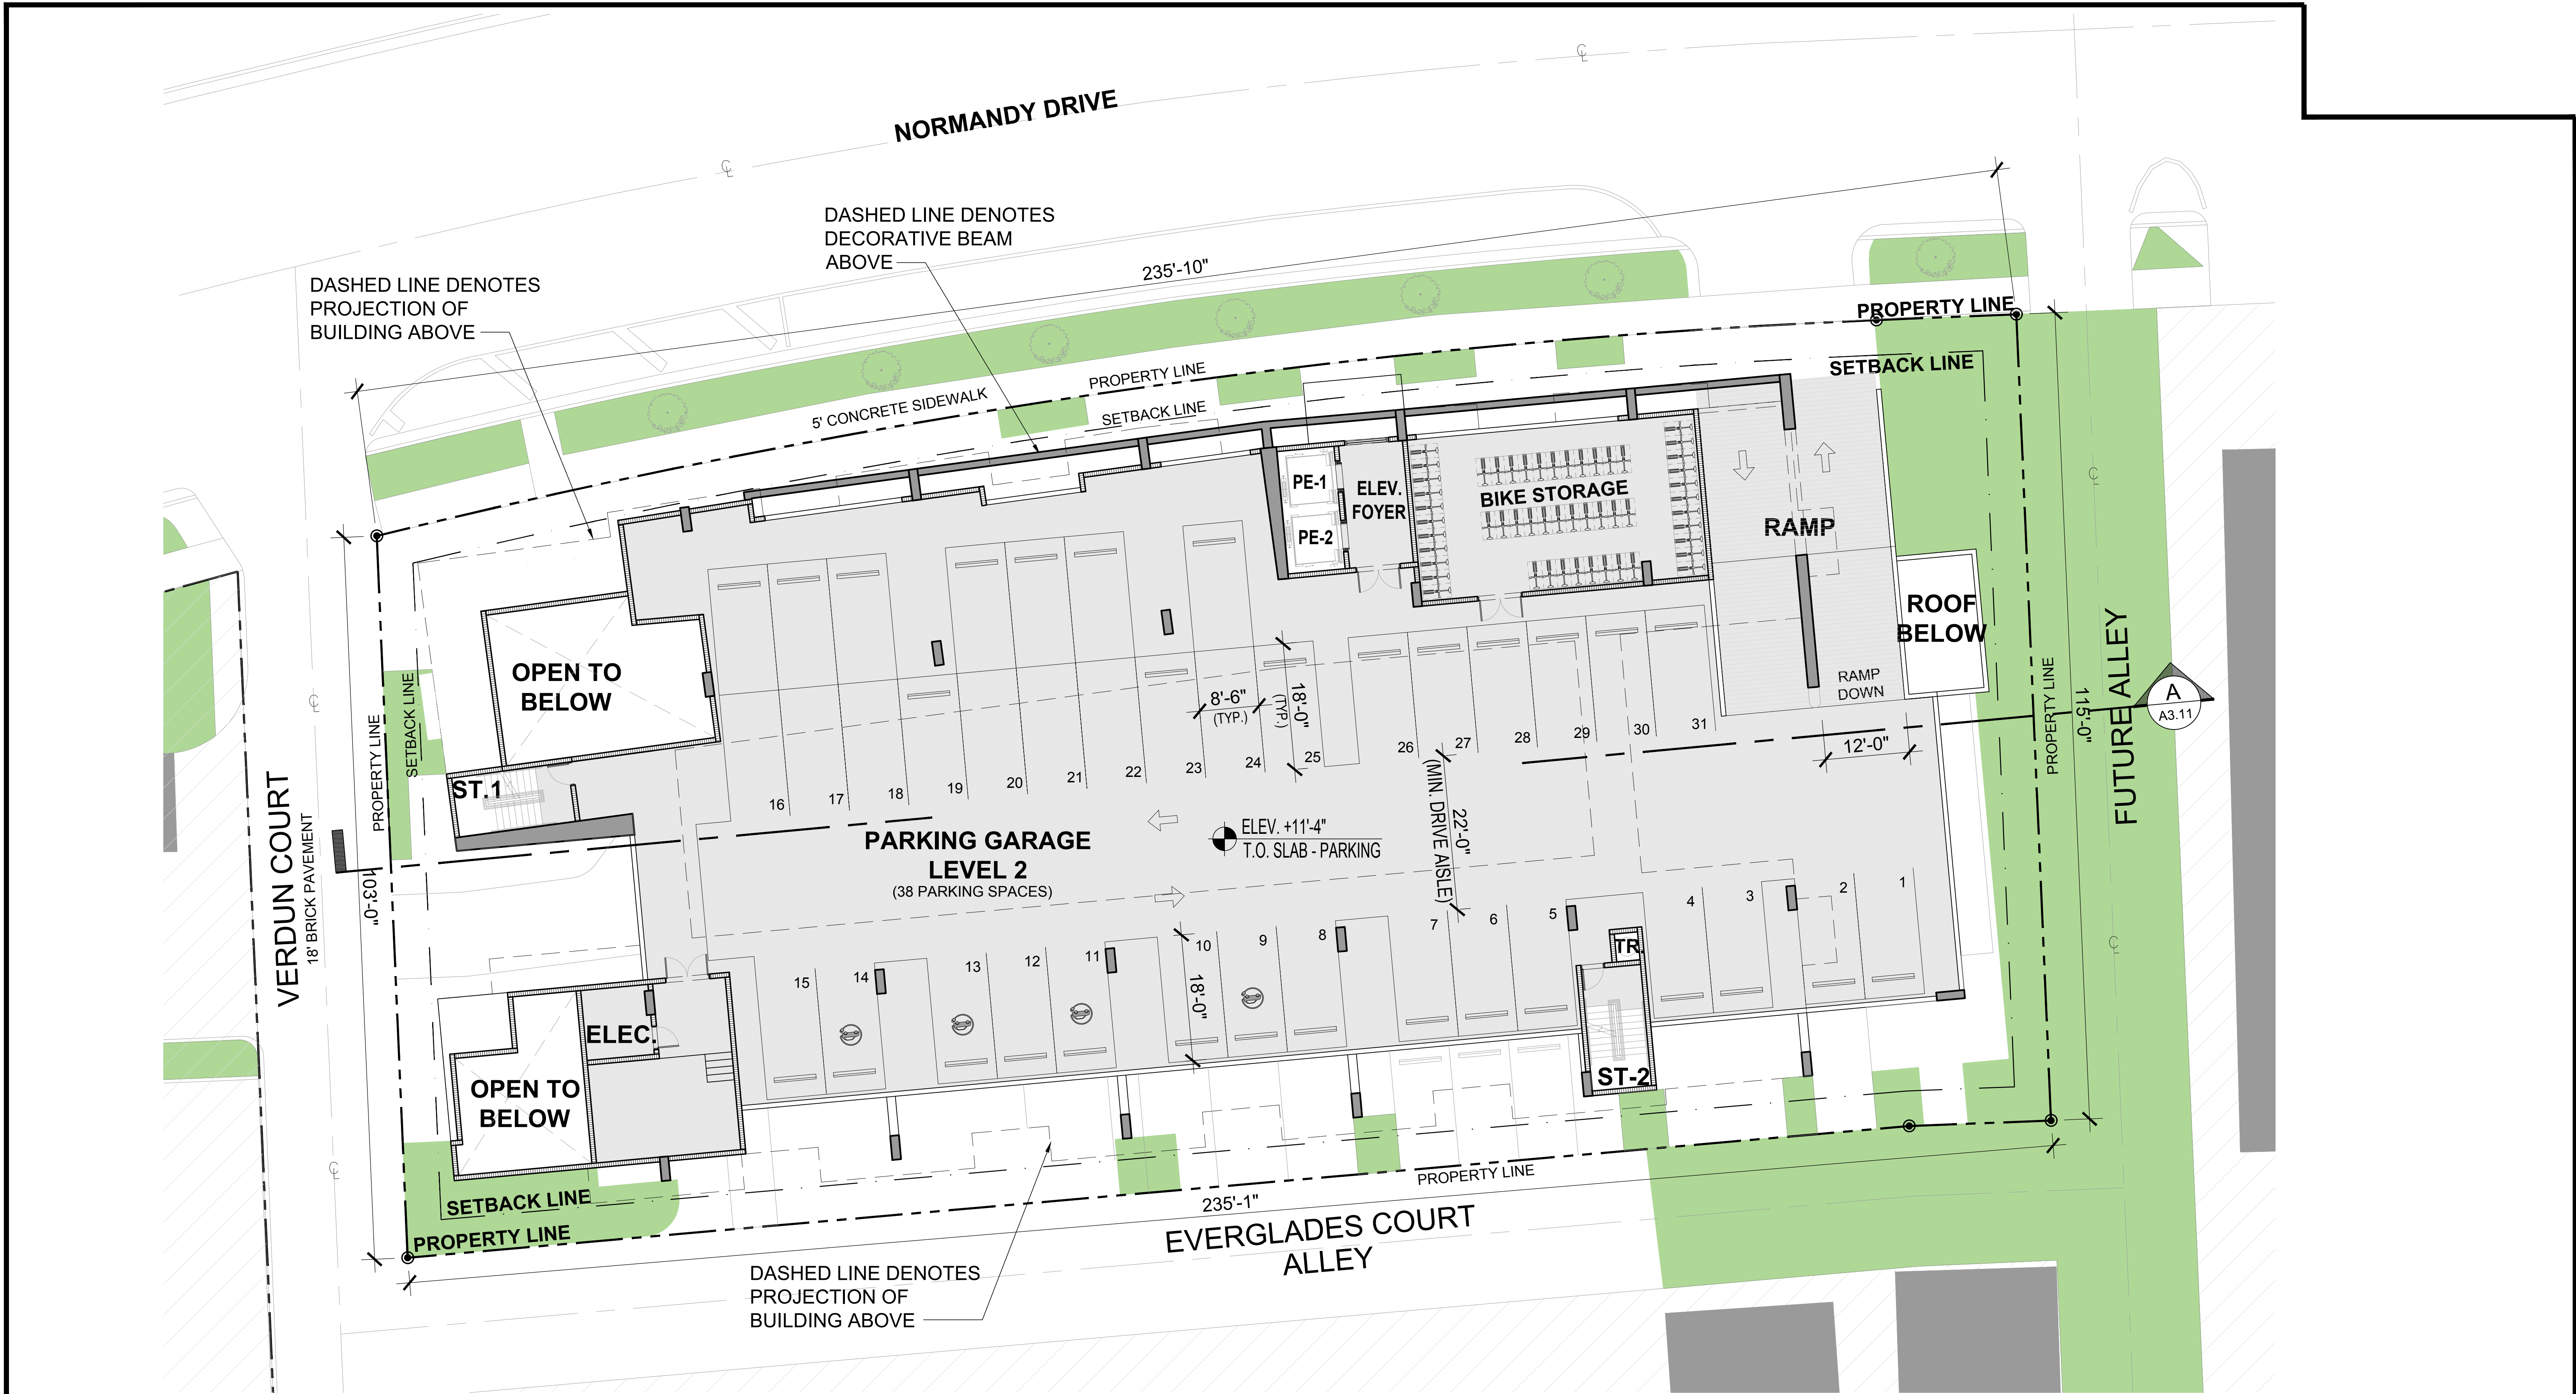 NORMANDY DRIVE
DASHED LINE DENOTES
DECORATIVE BEAM
ABOVE
DASHED LINE DENOTES
PROJECTION OF
BUILDING ABOVE
235'-10"
PROPERTY LINE
SETBACK LINE
PROPERTY LINE
5' CONCRETE SIDEWALK
SETBACK LINE
PE-1
PE-2
ELEV.
FOYER
BIKE STORAGE
RAMP
ROOF
BELOW
RAMP
DOWN
OPEN TO
BELOW
8'-6"
(TYP.)
18'-0"
(TYP.)
16
17
18
19
20
21
22
23
24
25
26
27
28
29
30
31
12'-0"
A
A3.11
PROPERTY LINE
115'-0"
FUTURE ALLEY
SETBACK LINE
PROPERTY LINE
ST.1
VERDUN COURT
18' BRICK PAVEMENT
103'-0"
PARKING GARAGE
LEVEL 2
(38 PARKING SPACES)
ELEV. +11'-4"
T.O. SLAB - PARKING
22'-0"
(MIN. DRIVE AISLE)
15
14
13
12
11
10
9
8
7
6
5
4
3
2
1
18'-0"
TR.
ST-2
ELEC.
OPEN TO
BELOW
SETBACK LINE
PROPERTY LINE
235'-1"
PROPERTY LINE
EVERGLADES COURT
ALLEY
DASHED LINE DENOTES
PROJECTION OF
BUILDING ABOVE